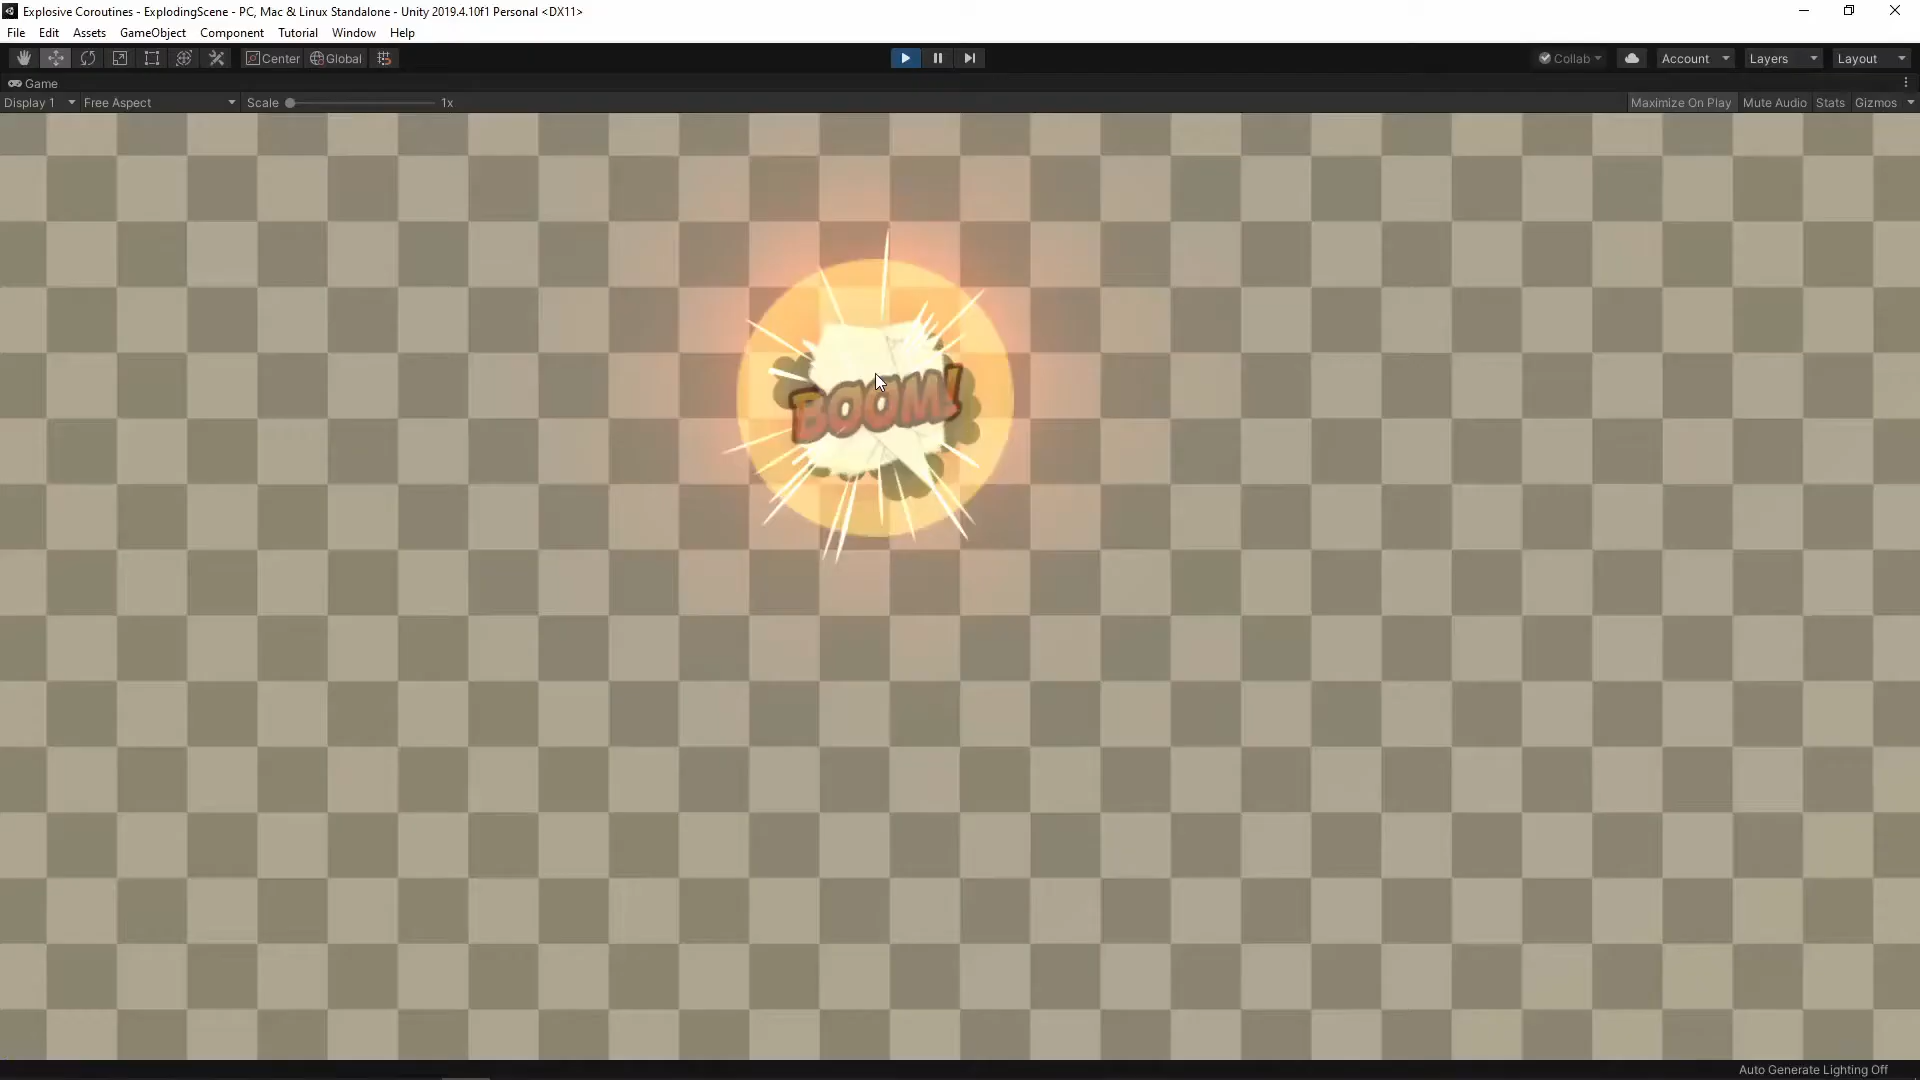 Explosive Coroutines - ExplodingScene - PC, Mac & Linux Standalone - Unity 2019.4.10f1 Personal <DX11>
File Edit Assets GameObject Component Tutorial Window Help
Center Global Collab Account Layers Layout
Game
Display 1 Free Aspect Scale 1x Maximize On Play Mute Audio Stats Gizmos
BOOM!
Auto Generate Lighting Off